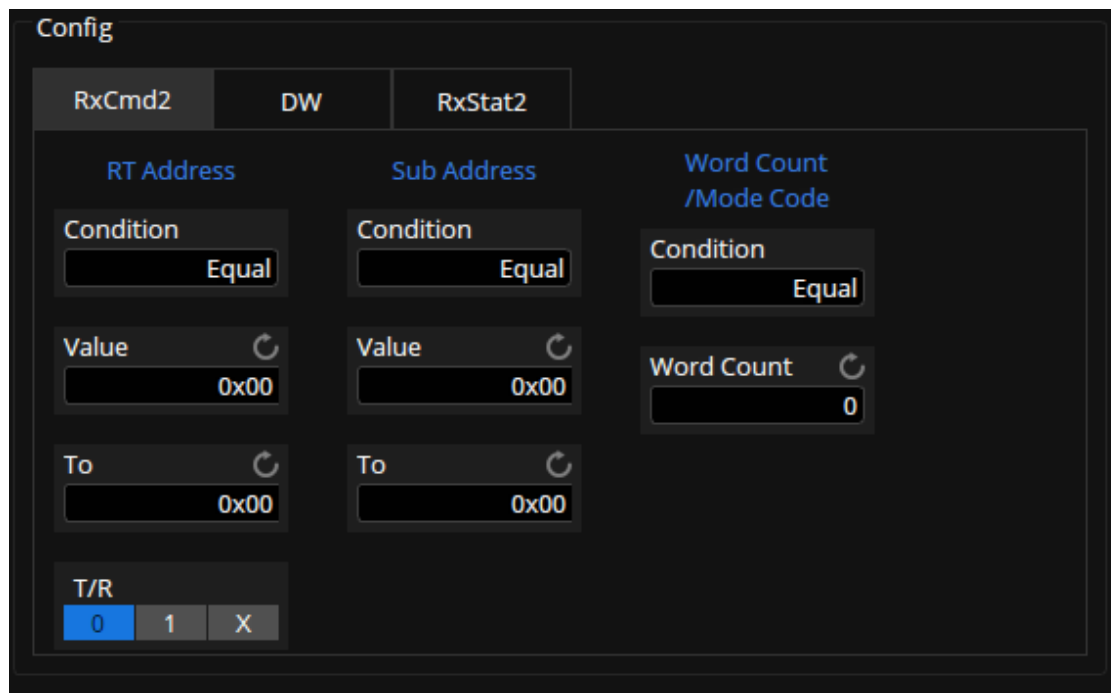 Config
RxCmd2 DW RxStat2
RT Address
Condition
Equal
Value
0x00
To
0x00
T/R
0 1 X
Sub Address
Condition
Equal
Value
0x00
To
0x00
Word Count
/Mode Code
Condition
Equal
Word Count
0